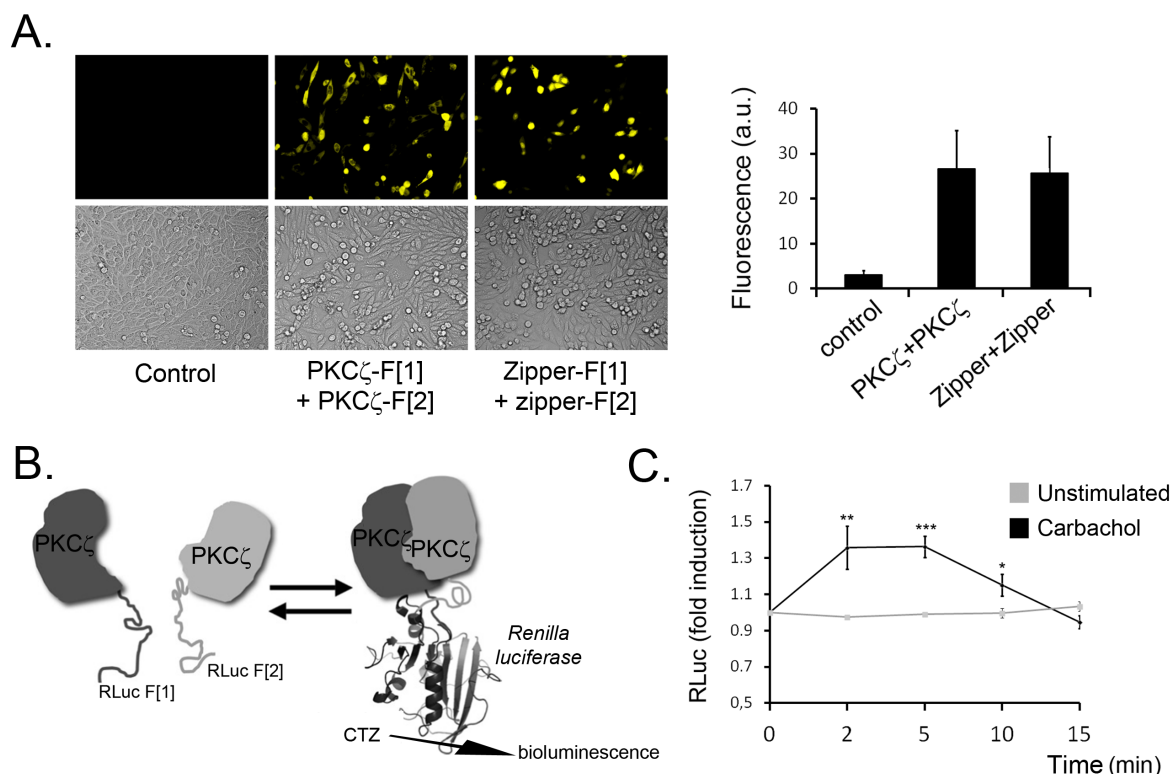 A.
Control
PKCζ-F[1]
+ PKCζ-F[2]
Zipper-F[1]
+ zipper-F[2]
Fluorescence (a.u.)
40
30
20
10
0
control
PKCζ+PKCζ
Zipper+Zipper
B.
PKCζ
PKCζ
RLuc F[1]
RLuc F[2]
PKCζ
PKCζ
Renilla
luciferase
CTZ
bioluminescence
C.
RLuc (fold induction)
1.7
1.5
1.3
1.1
0.9
0.7
0,5
Unstimulated
Carbachol
**
***
*
0
2
5
10
15
Time (min)